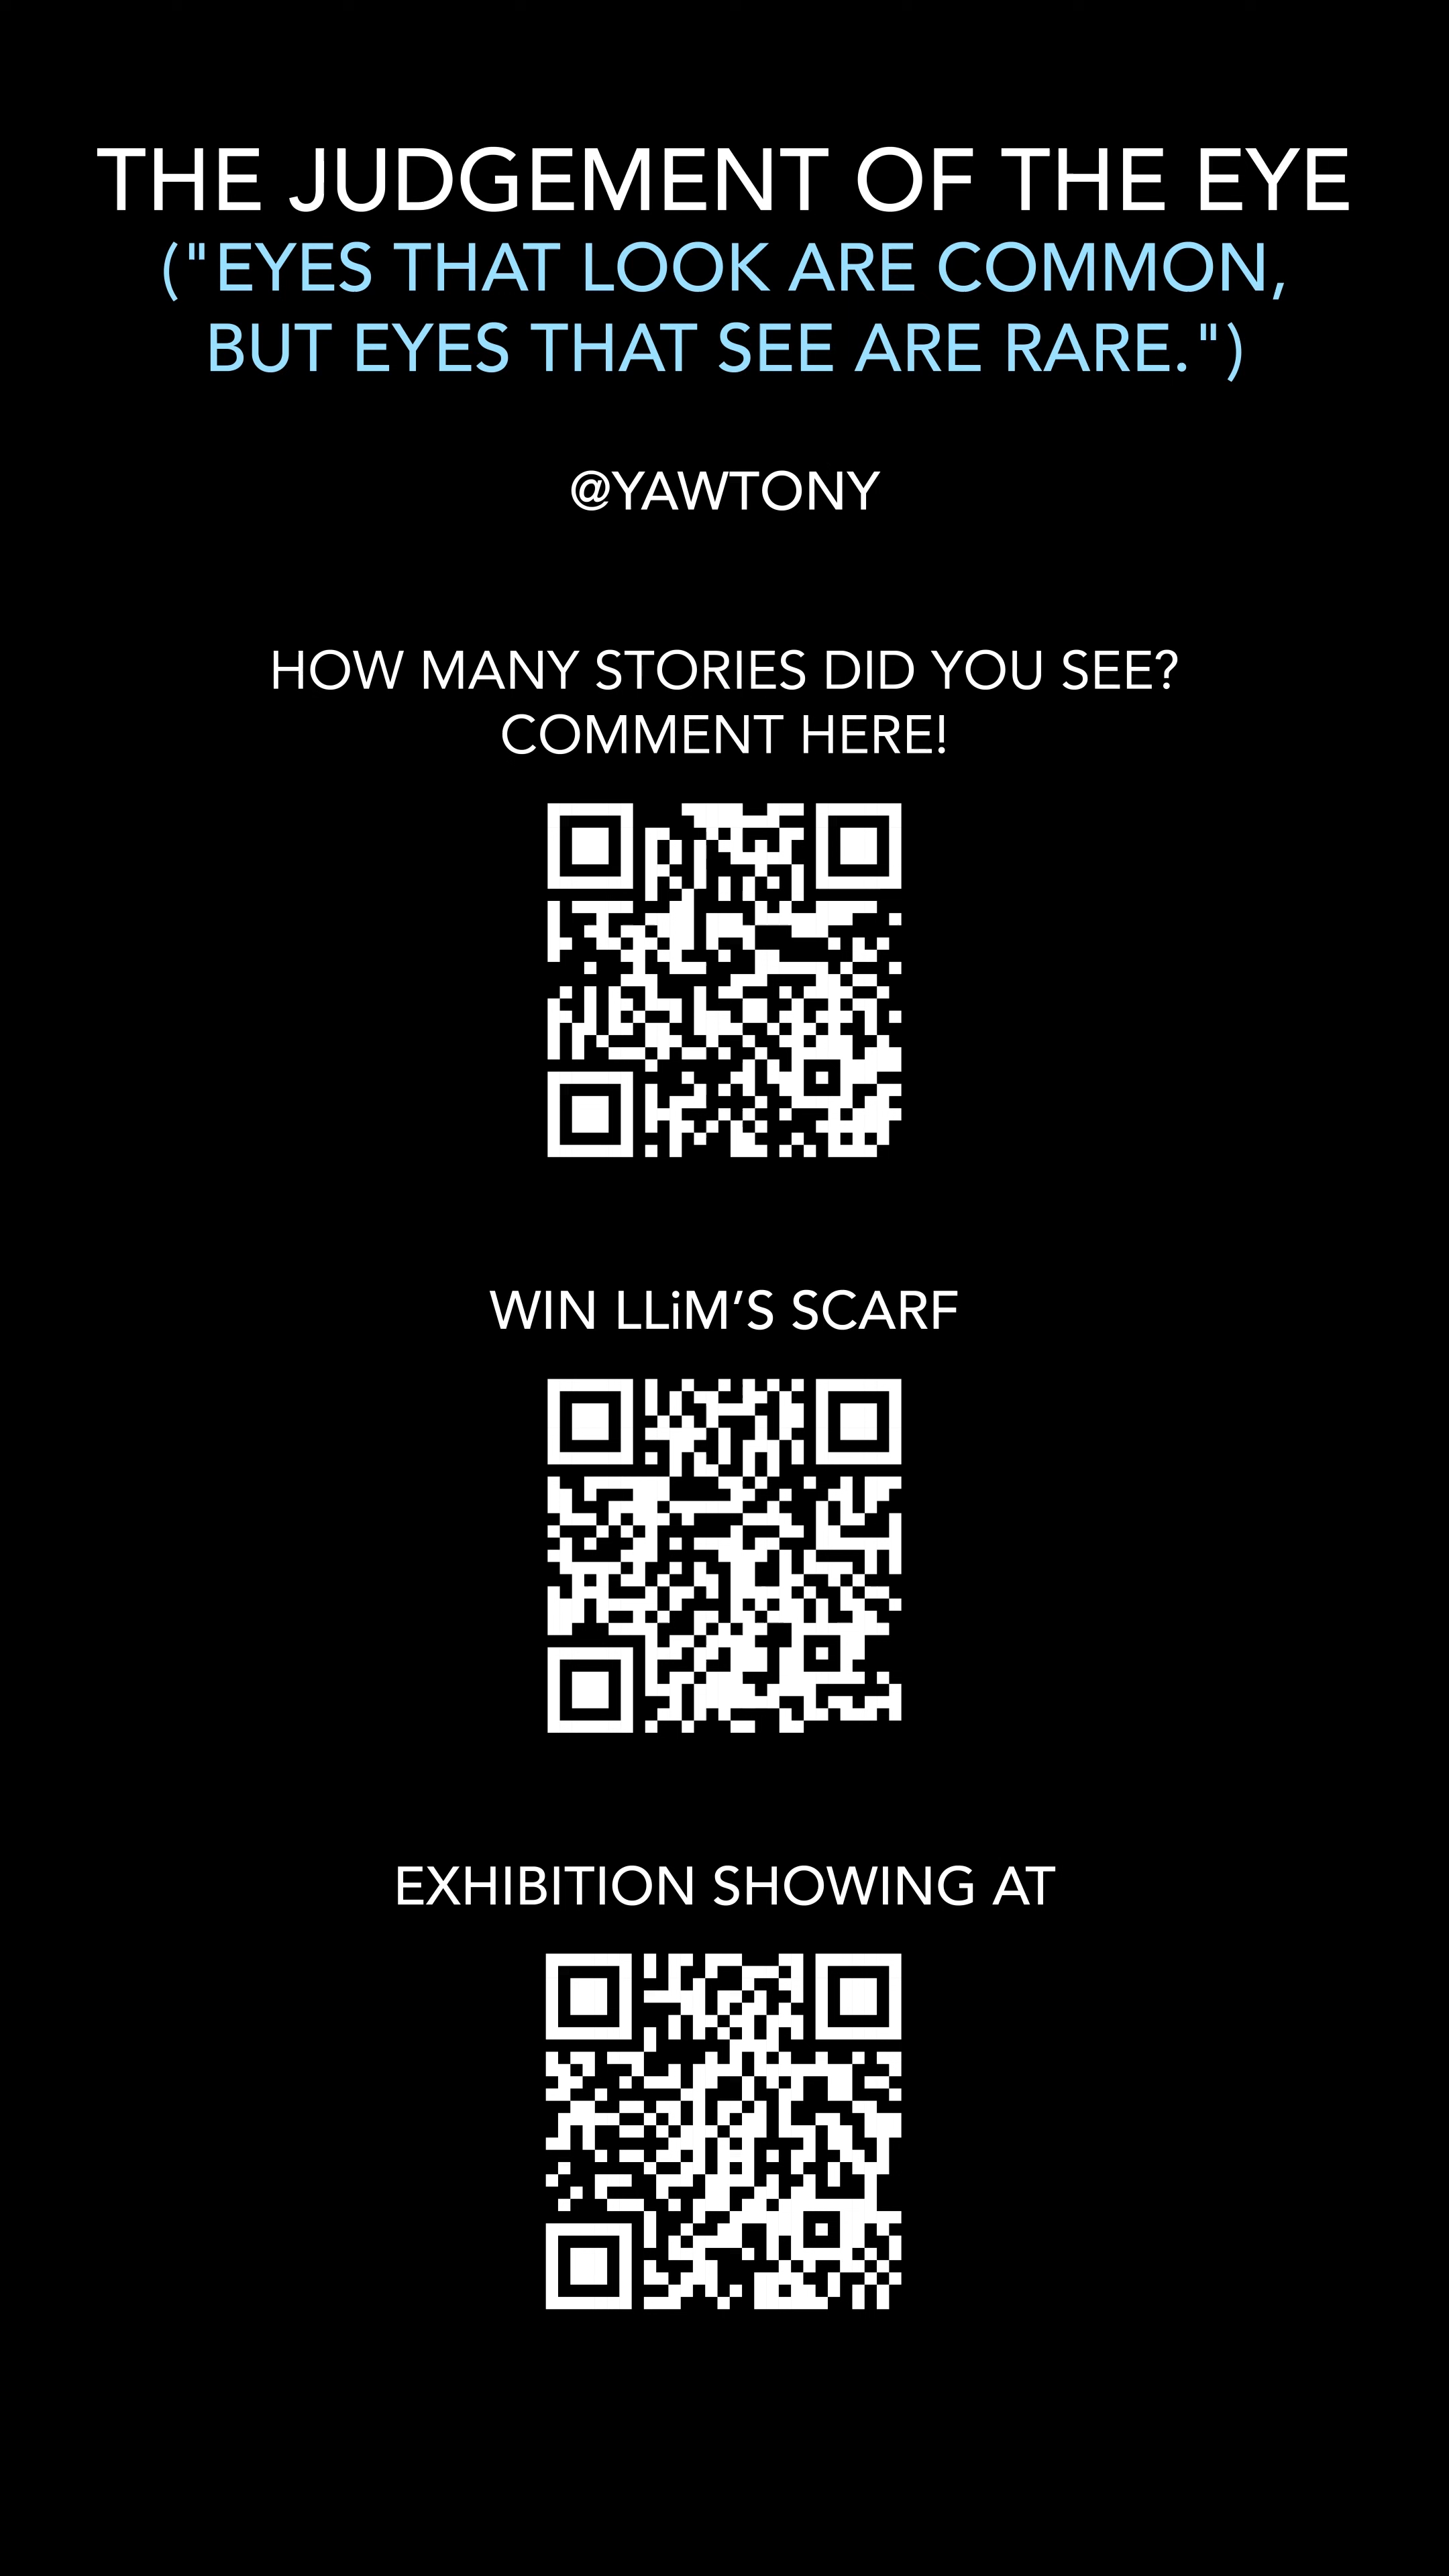 THE JUDGEMENT OF THE EYE
("EYES THAT LOOK ARE COMMON,
BUT EYES THAT SEE ARE RARE.")
@YAWTONY
HOW MANY STORIES DID YOU SEE?
COMMENT HERE!
WIN LLiM’S SCARF
EXHIBITION SHOWING AT